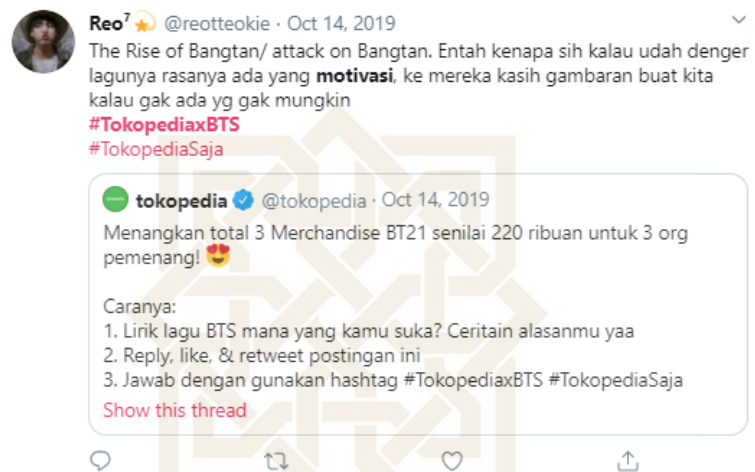 Reo⁷ @reotteokie · Oct 14, 2019
The Rise of Bangtan/ attack on Bangtan. Entah kenapa sih kalau udah denger
lagunya rasanya ada yang motivasi, ke mereka kasih gambaran buat kita
kalau gak ada yg gak mungkin
#TokopediaxBTS
#TokopediaSaja
tokopedia @tokopedia · Oct 14, 2019
Menangkan total 3 Merchandise BT21 senilai 220 ribuan untuk 3 org
pemenang! 😍
Caranya:
1. Lirik lagu BTS mana yang kamu suka? Ceritain alasanmu yaa
2. Reply, like, & retweet postingan ini
3. Jawab dengan gunakan hashtag #TokopediaxBTS #TokopediaSaja
Show this thread